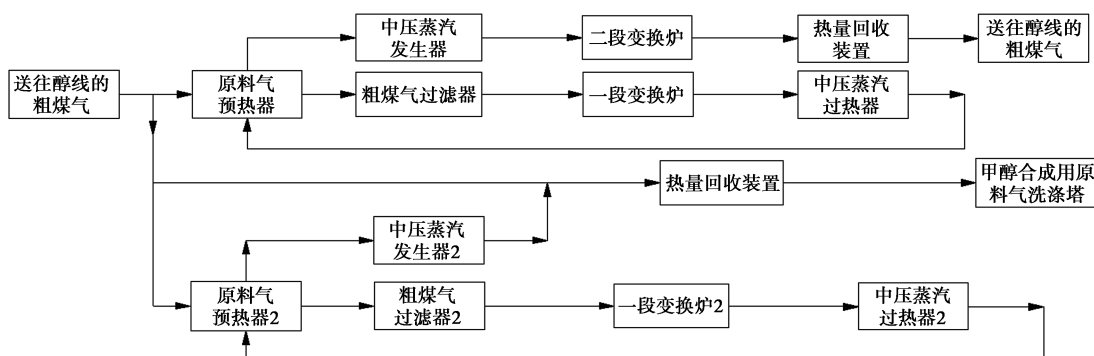 中压蒸汽
发生器
二段变换炉
热量回收
装置
送往醇线的
粗煤气
送往醇线的
粗煤气
原料气
预热器
粗煤气过滤器
一段变换炉
中压蒸汽
过热器
热量回收装置
甲醇合成用原
料气洗涤塔
中压蒸汽
发生器2
原料气
预热器2
粗煤气
过滤器2
一段变换炉2
中压蒸汽
过热器2